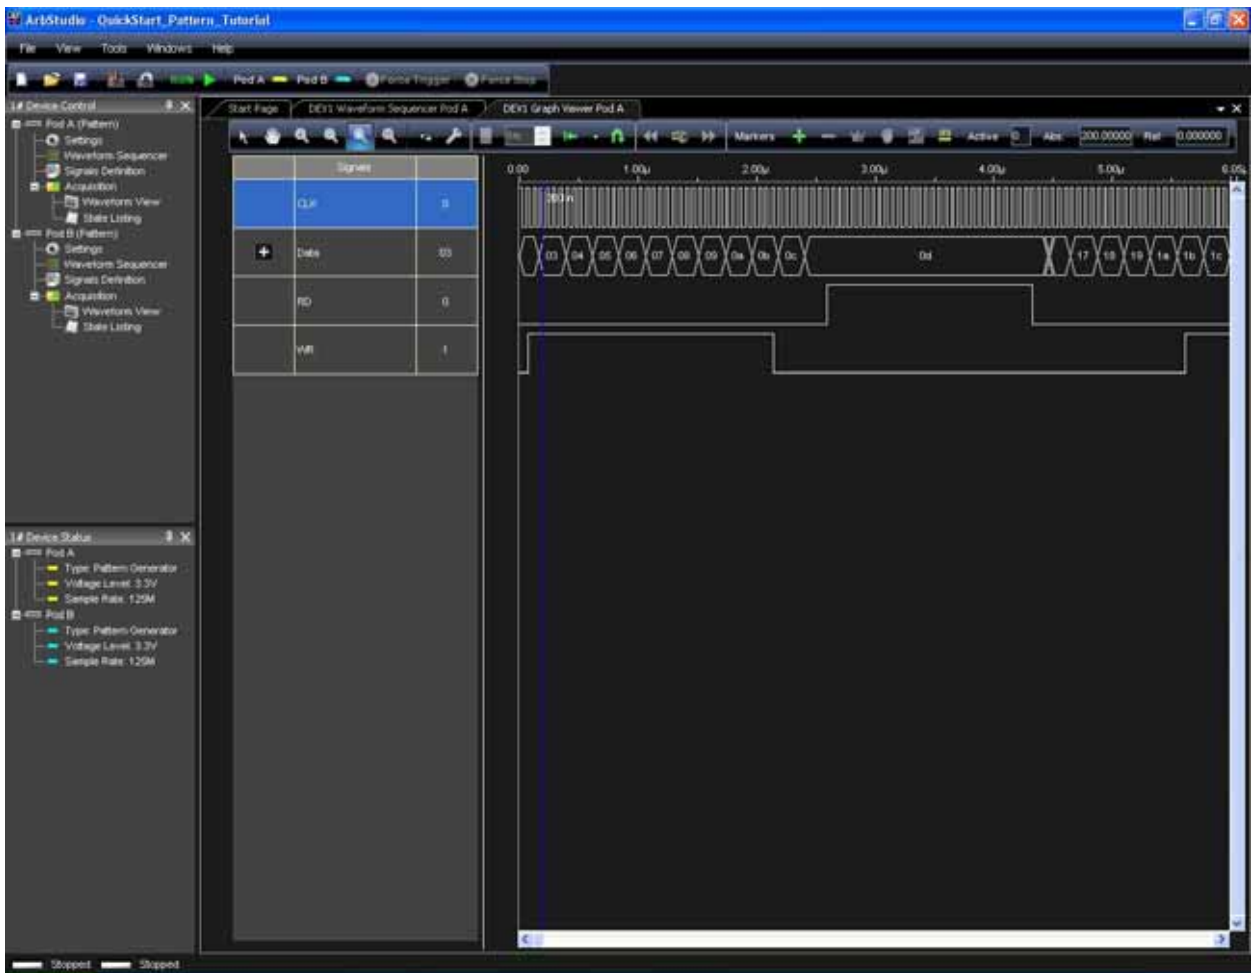 ArbStudio - QuickStart_Pattern_Tutorial
File View Tools Windows Help
Pod A Pod B Force Trigger Force Stop
1# Device Control
Pod A (Pattern)
Settings
Waveform Sequencer
Signals Definition
Acquisition
Waveform View
State Listing
Pod B (Pattern)
Settings
Waveform Sequencer
Signals Definition
Acquisition
Waveform View
State Listing
Start Page DEV1 Waveform Sequencer Pod A DEV1 Graph Viewer Pod A
Markers Active 0 Abs: 200.00000 Rel: 0.000000
Signals
0.00 1.00µ 2.00µ 3.00µ 4.00µ 5.00µ 6.05µ
CLK 0
Data 03 03 04 05 06 07 08 09 0a 0b 0c 0d 17 18 19 1a 1b 1c
RD 0
WR 1
1# Device Status
Pod A
Type: Pattern Generator
Voltage Level: 3.3V
Sample Rate: 125M
Pod B
Type: Pattern Generator
Voltage Level: 3.3V
Sample Rate: 125M
Stopped Stopped